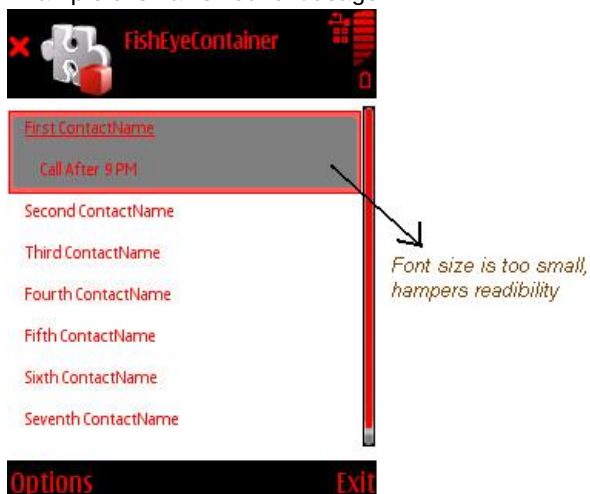 FishEyeContainer
First ContactName
Call After 9 PM
Second ContactName
Third ContactName
Fourth ContactName
Fifth ContactName
Sixth ContactName
Seventh ContactName
Font size is too small,
hampers readibility
Options
Exit